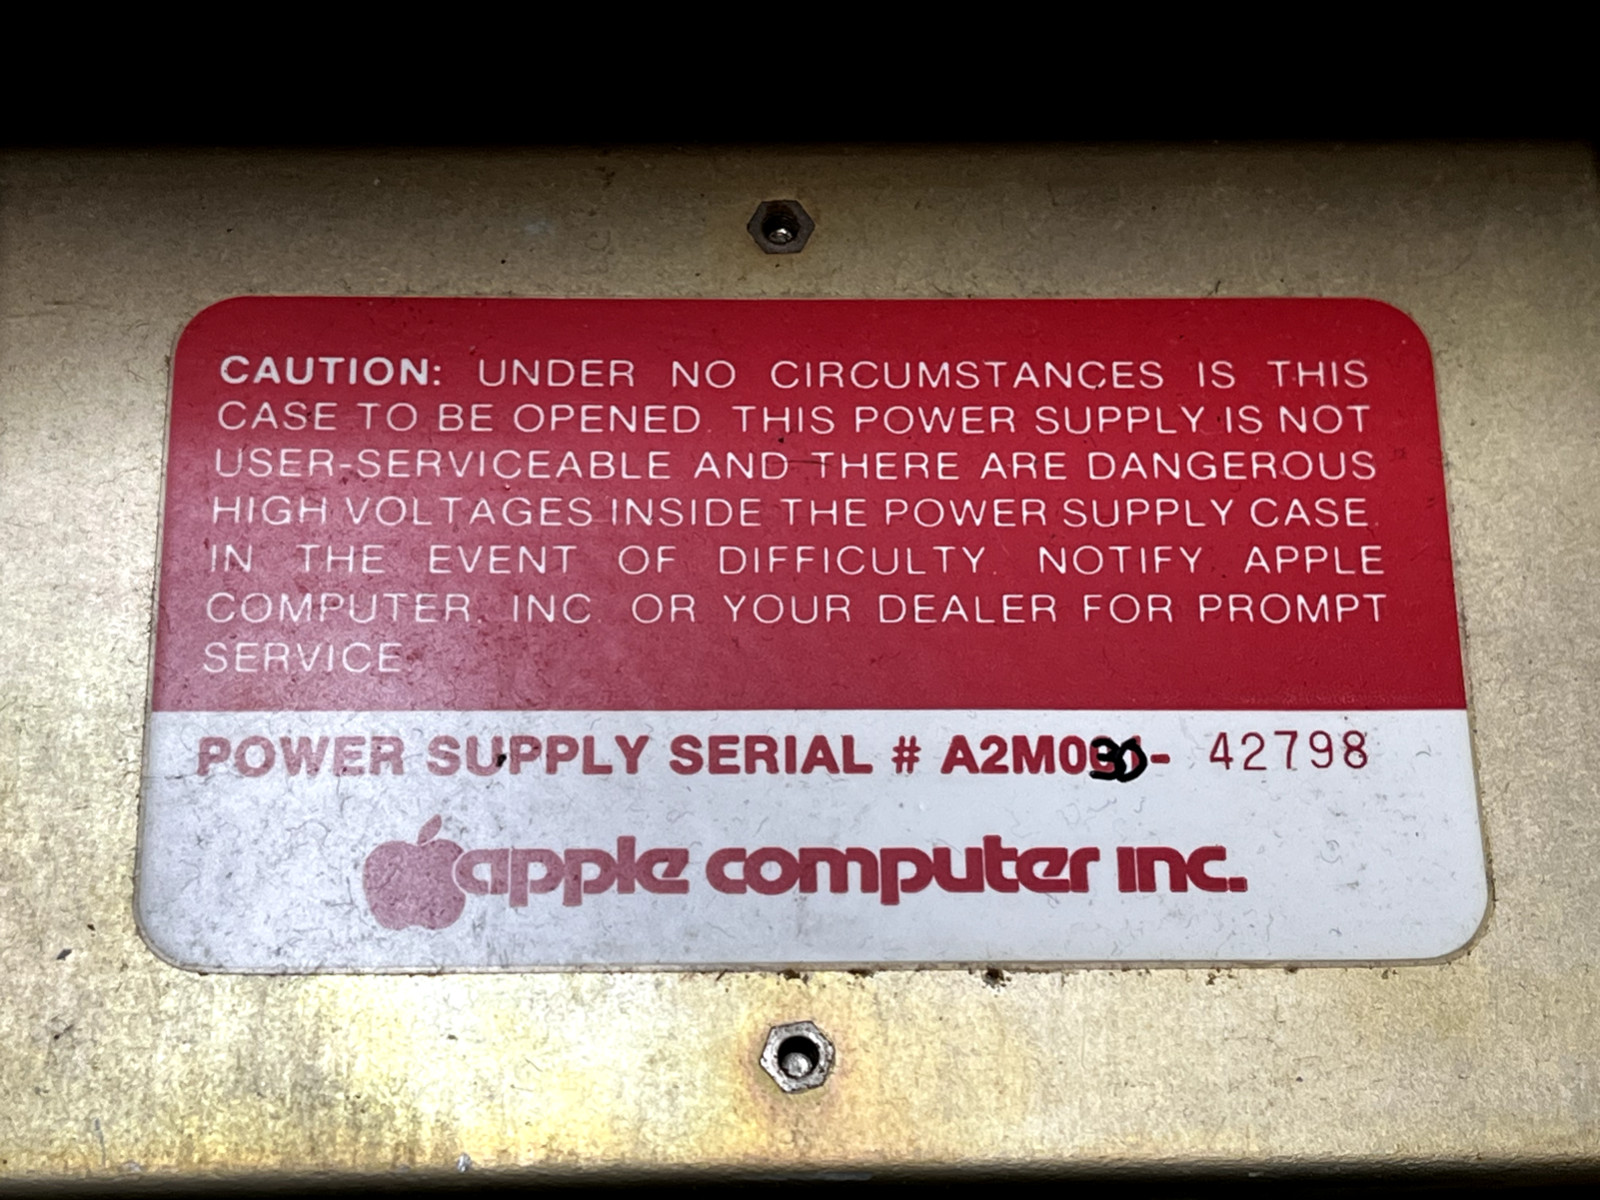 CAUTION: UNDER NO CIRCUMSTANCES IS THIS
CASE TO BE OPENED. THIS POWER SUPPLY IS NOT
USER-SERVICEABLE AND THERE ARE DANGEROUS
HIGH VOLTAGES INSIDE THE POWER SUPPLY CASE.
IN THE EVENT OF DIFFICULTY. NOTIFY APPLE
COMPUTER. INC. OR YOUR DEALER FOR PROMPT
SERVICE.
POWER SUPPLY SERIAL # A2M030- 42798
apple computer inc.